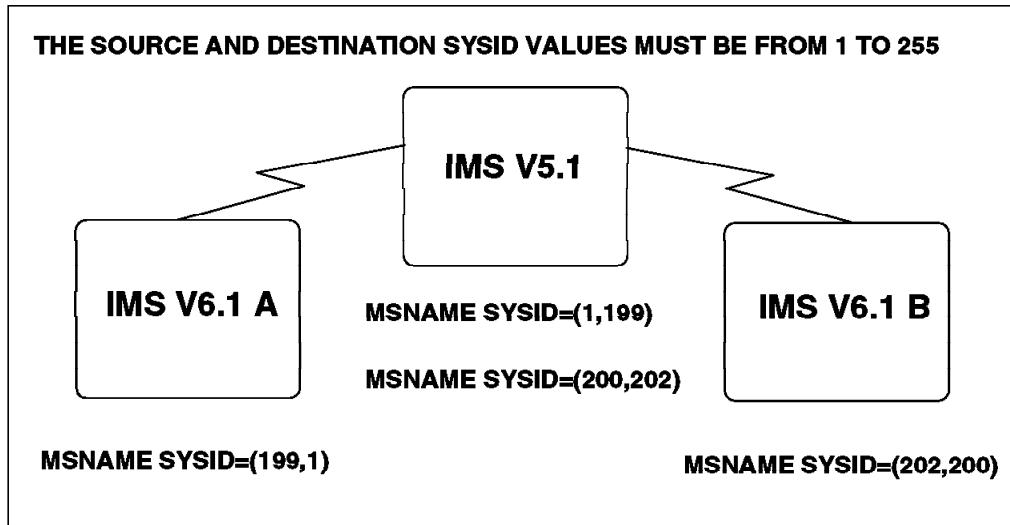 THE SOURCE AND DESTINATION SYSID VALUES MUST BE FROM 1 TO 255
IMS V5.1
IMS V6.1 A
IMS V6.1 B
MSNAME SYSID=(1,199)
MSNAME SYSID=(200,202)
MSNAME SYSID=(199,1)
MSNAME SYSID=(202,200)